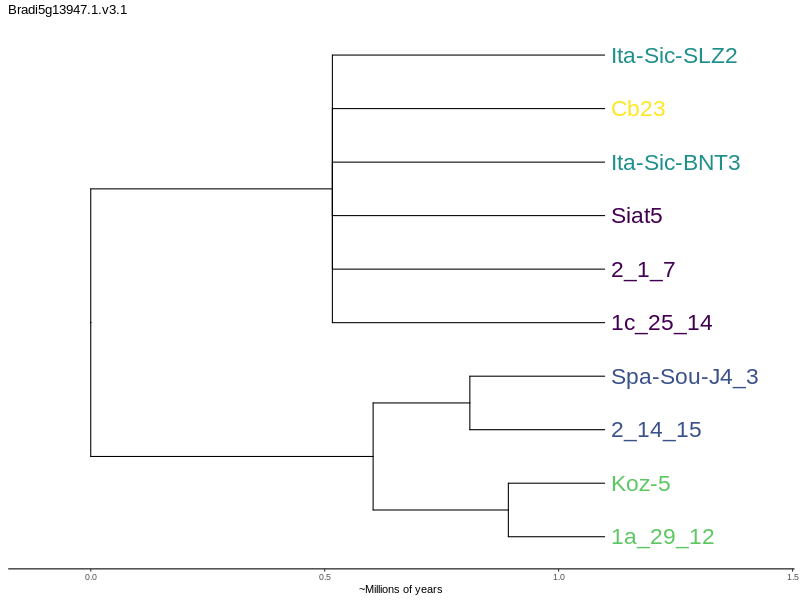 Bradi5g13947.1.v3.1
Ita-Sic-SLZ2
Cb23
Ita-Sic-BNT3
Siat5
2_1_7
1c_25_14
Spa-Sou-J4_3
2_14_15
Koz-5
1a_29_12
0.0 0.5 1.0 1.5
~Millions of years